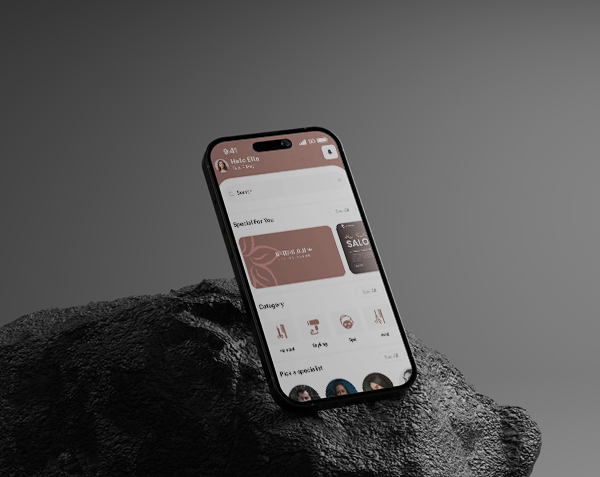 9:41
Hello Ella
Search
Special For You
See All
SALO
Category
See All
Styling
Spa
Pick a specialist
See All